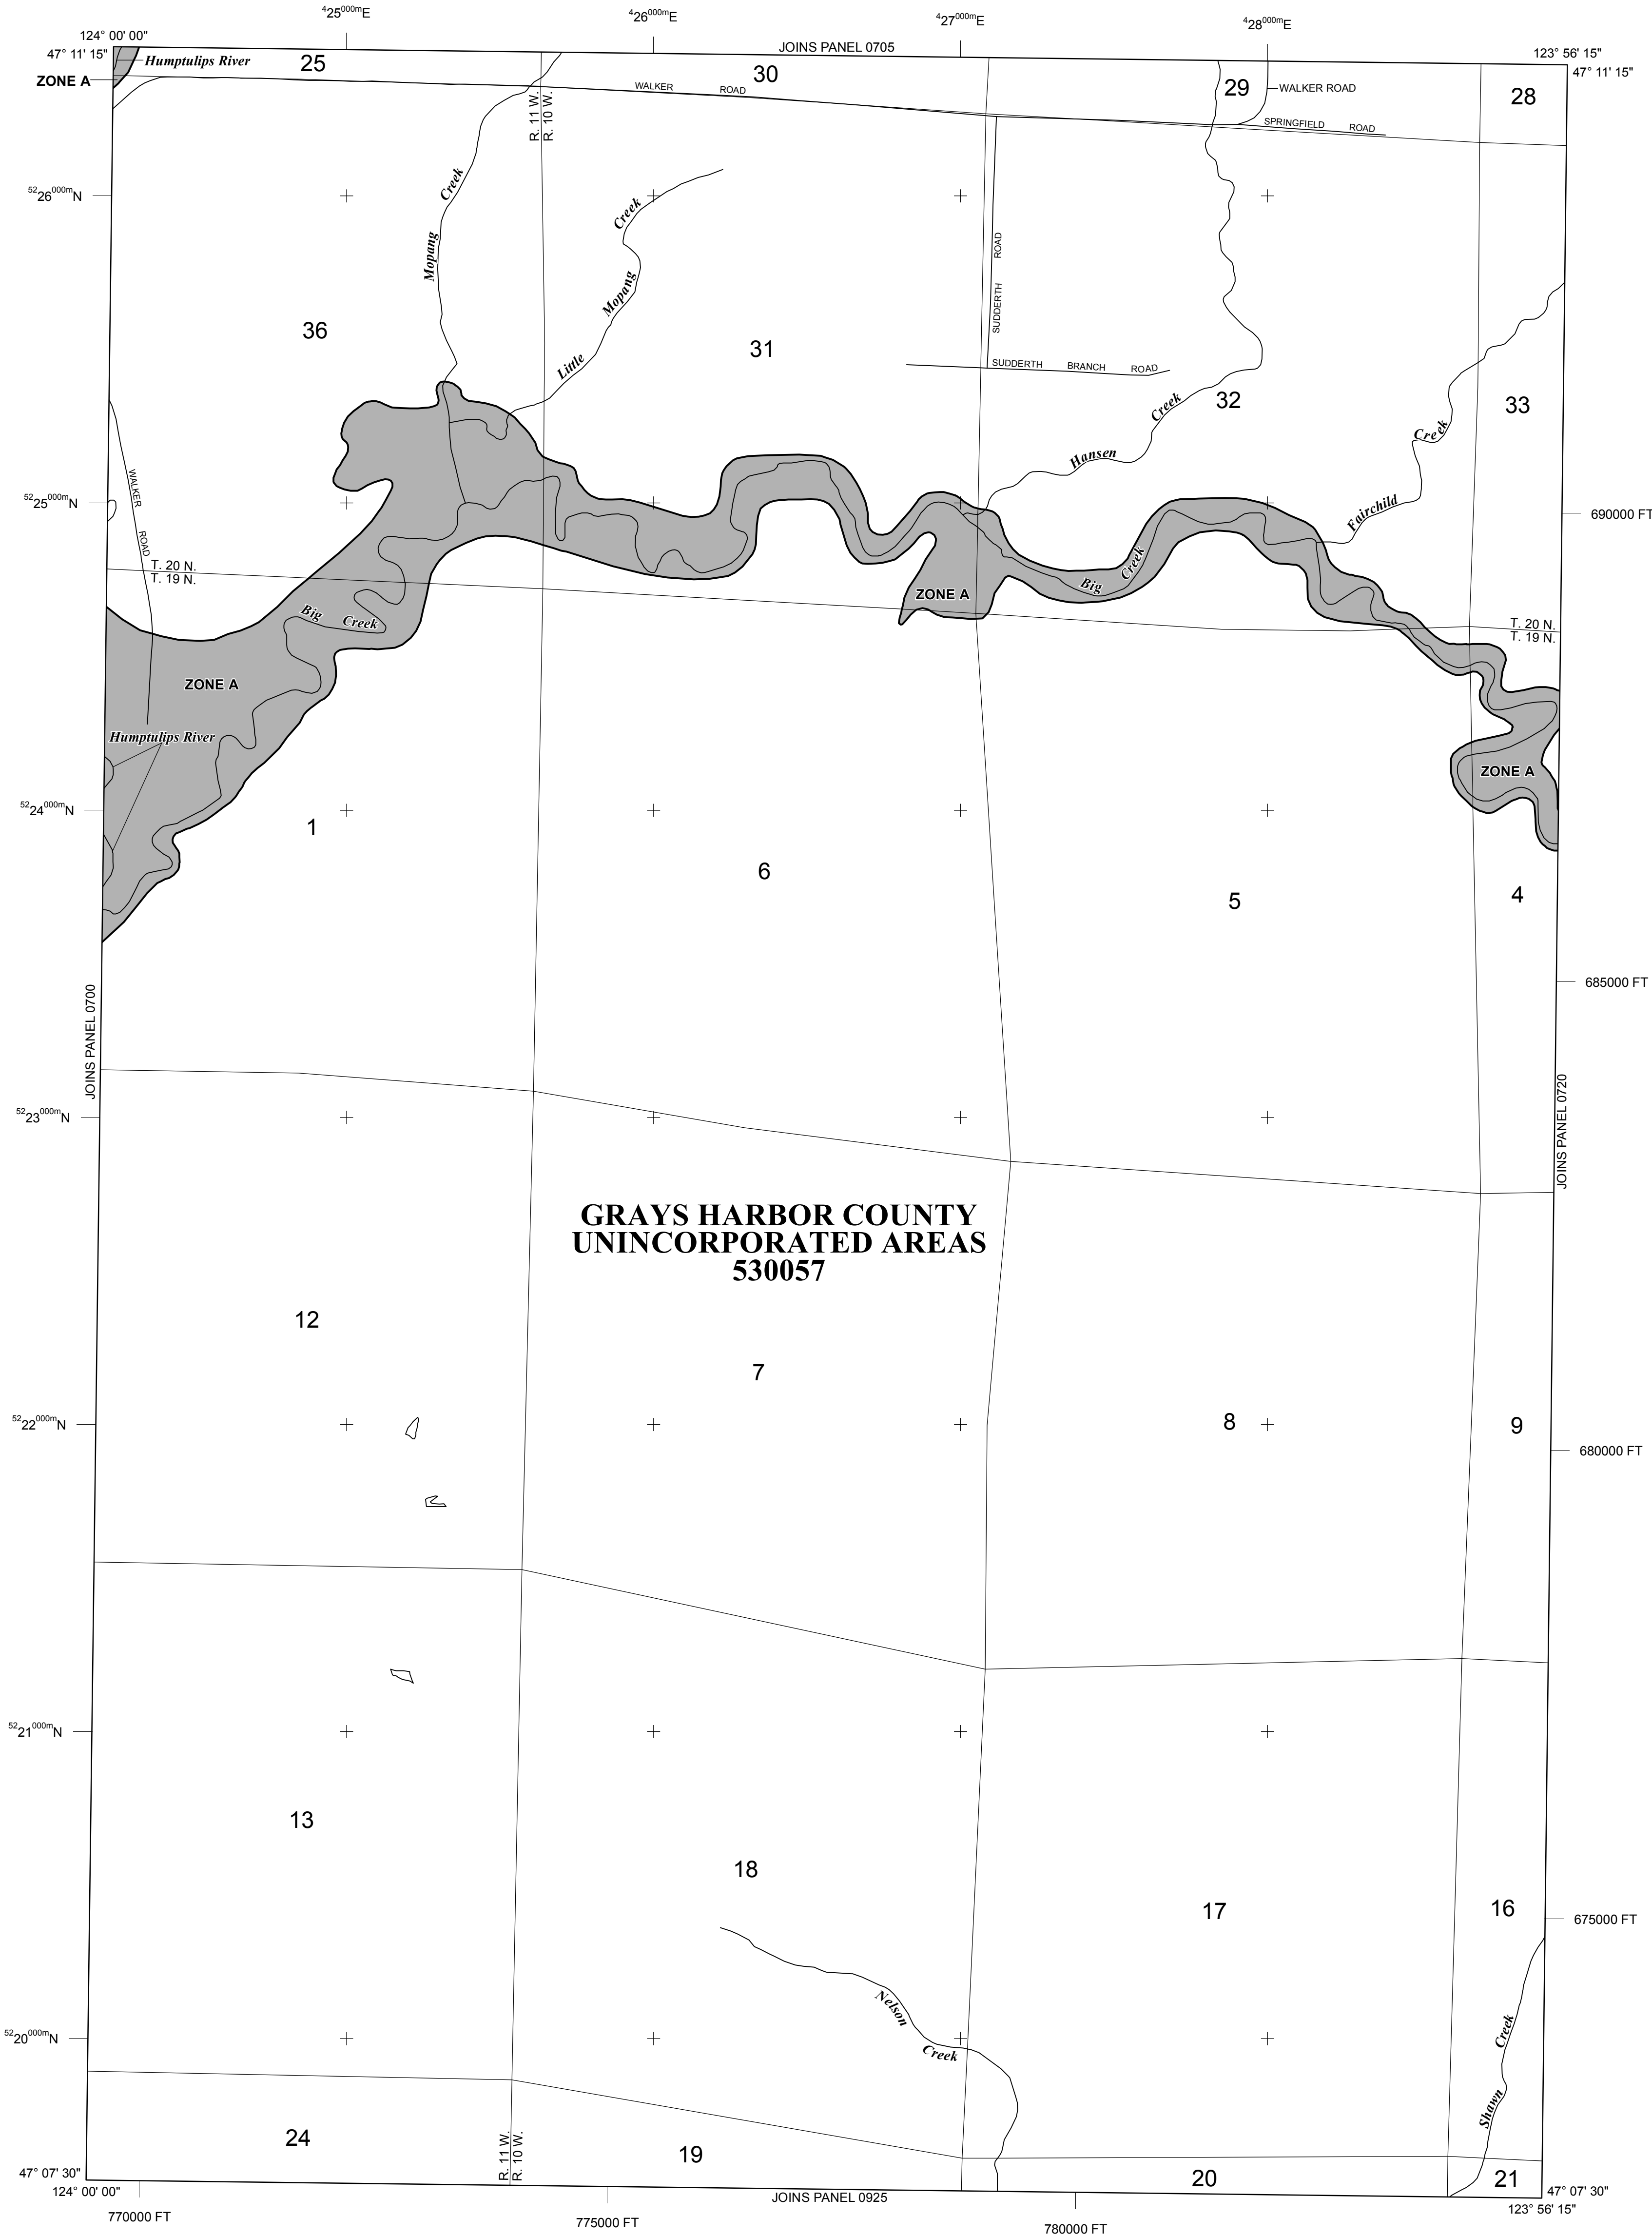 425000mE
426000mE
427000mE
428000mE
124° 00' 00"
47° 11' 15"
JOINS PANEL 0705
123° 56' 15"
47° 11' 15"
Humptulips River
ZONE A
25
30
29
28
WALKER ROAD
WALKER ROAD
SPRINGFIELD ROAD
R. 11 W.
R. 10 W.
5226000mN
Mopang Creek
Little Mopang Creek
SUDDERTH ROAD
SUDDERTH ROAD
36
31
SUDDERTH BRANCH ROAD
32
33
Hansen Creek
Fairchild Creek
WALKER ROAD
5225000mN
690000 FT
T. 20 N.
T. 19 N.
Big Creek
ZONE A
Big Creek
T. 20 N.
T. 19 N.
ZONE A
Humptulips River
ZONE A
5224000mN
1
6
5
4
JOINS PANEL 0700
685000 FT
5223000mN
JOINS PANEL 0720
GRAYS HARBOR COUNTY
UNINCORPORATED AREAS
530057
12
7
8
9
5222000mN
680000 FT
5221000mN
13
18
17
16
675000 FT
Nelson Creek
5220000mN
Shawn Creek
24
19
20
21
R. 11 W.
R. 10 W.
47° 07' 30"
124° 00' 00"
JOINS PANEL 0925
47° 07' 30"
123° 56' 15"
770000 FT
775000 FT
780000 FT